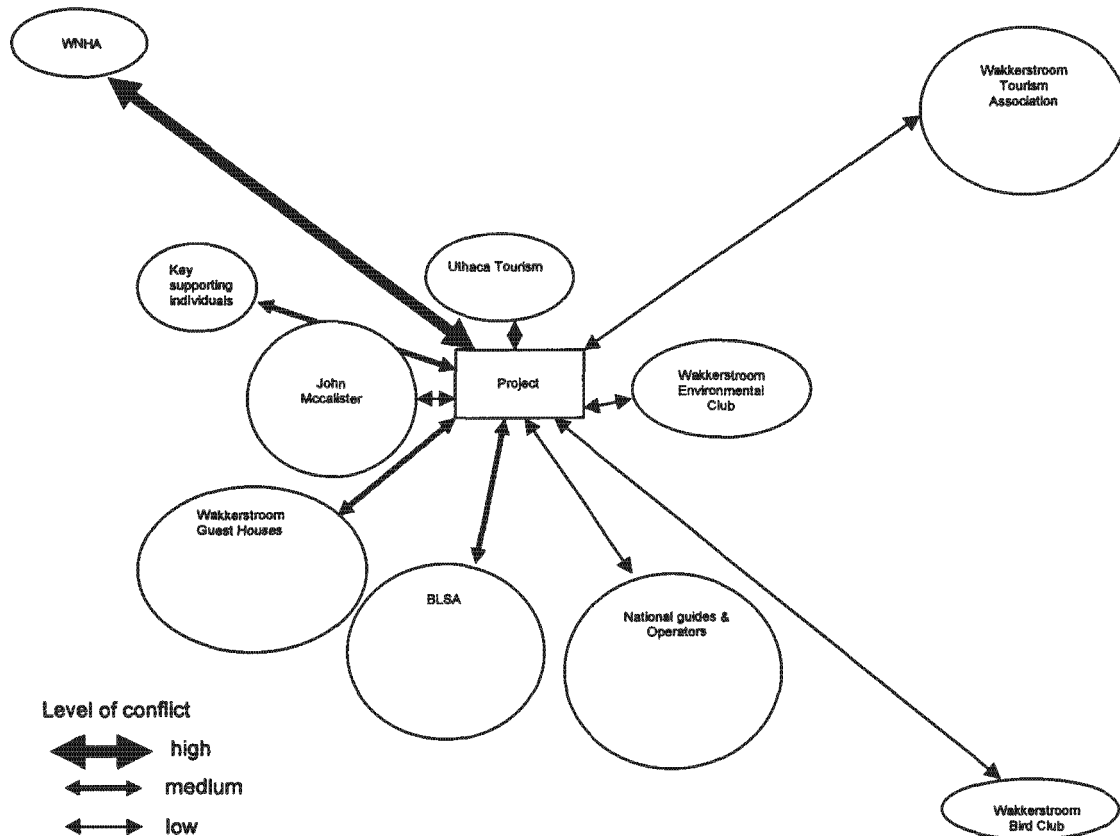 WNHA
Wakkerstroom
Tourism
Association
Uthaca Tourism
Key
supporting
individuals
John
Mccalister
Project
Wakkerstroom
Environmental
Club
Wakkerstroom
Guest Houses
BLSA
National guides &
Operators
Level of conflict
high
medium
low
Wakkerstroom
Bird Club